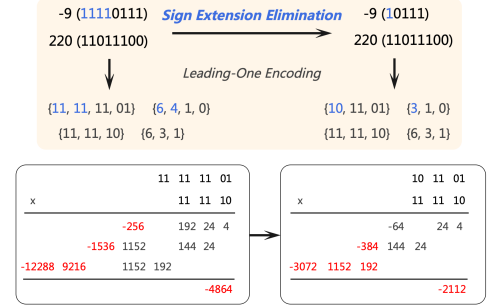 -9 (11110111) Sign Extension Elimination -9 (10111)
220 (11011100) 220 (11011100)
Leading-One Encoding
{11, 11, 11, 01} {6, 4, 1, 0} {10, 11, 01} {3, 1, 0}
{11, 11, 10} {6, 3, 1} {11, 11, 10} {6, 3, 1}
11 11 11 01
x 11 11 10
-256 192 24 4
-1536 1152 144 24
-12288 9216 1152 192
-4864
10 11 01
x 11 11 10
-64 24 4
-384 144 24
-3072 1152 192
-2112